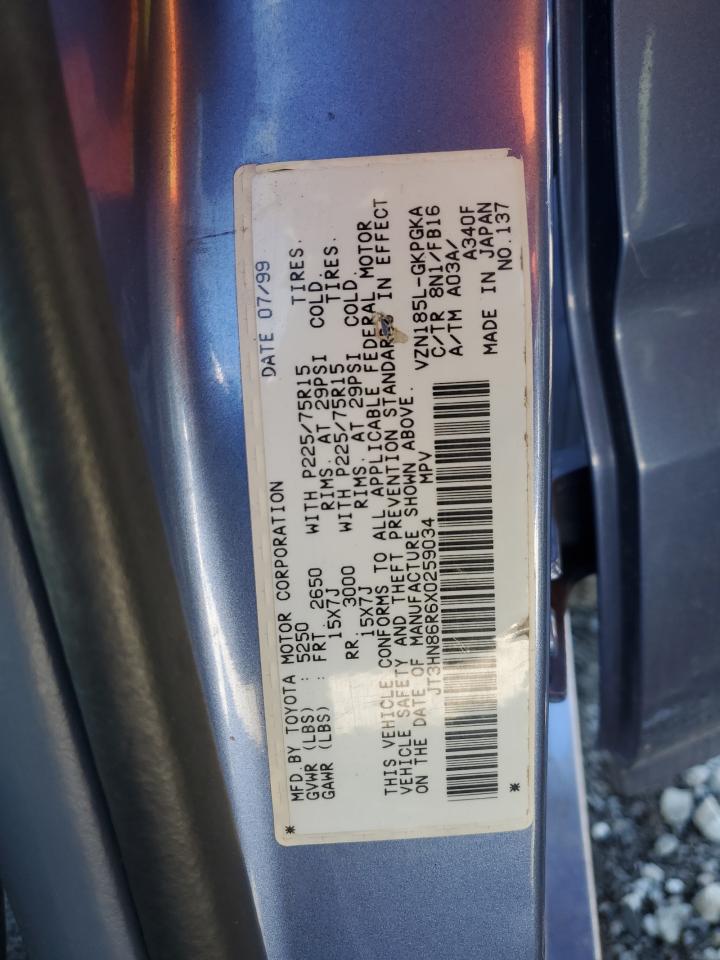 MFD. BY TOYOTA MOTOR CORPORATION DATE 07/99
GVWR (LBS) : 5250
GAWR (LBS) : FRT. 2650 WITH P225/75R15 TIRES.
15X7J RIMS. AT 29PSI COLD.
RR. 3000 WITH P225/75R15 TIRES.
15X7J RIMS. AT 29PSI COLD.
THIS VEHICLE CONFORMS TO ALL APPLICABLE FEDERAL MOTOR
VEHICLE SAFETY AND THEFT PREVENTION STANDARDS IN EFFECT
ON THE DATE OF MANUFACTURE SHOWN ABOVE.
JT3HN86R6X0259034 MPV
VZN185L-GKPGKA
C/TR 8N1/FB16
A/TM A03A/
A340F
MADE IN JAPAN
NO.137
* *